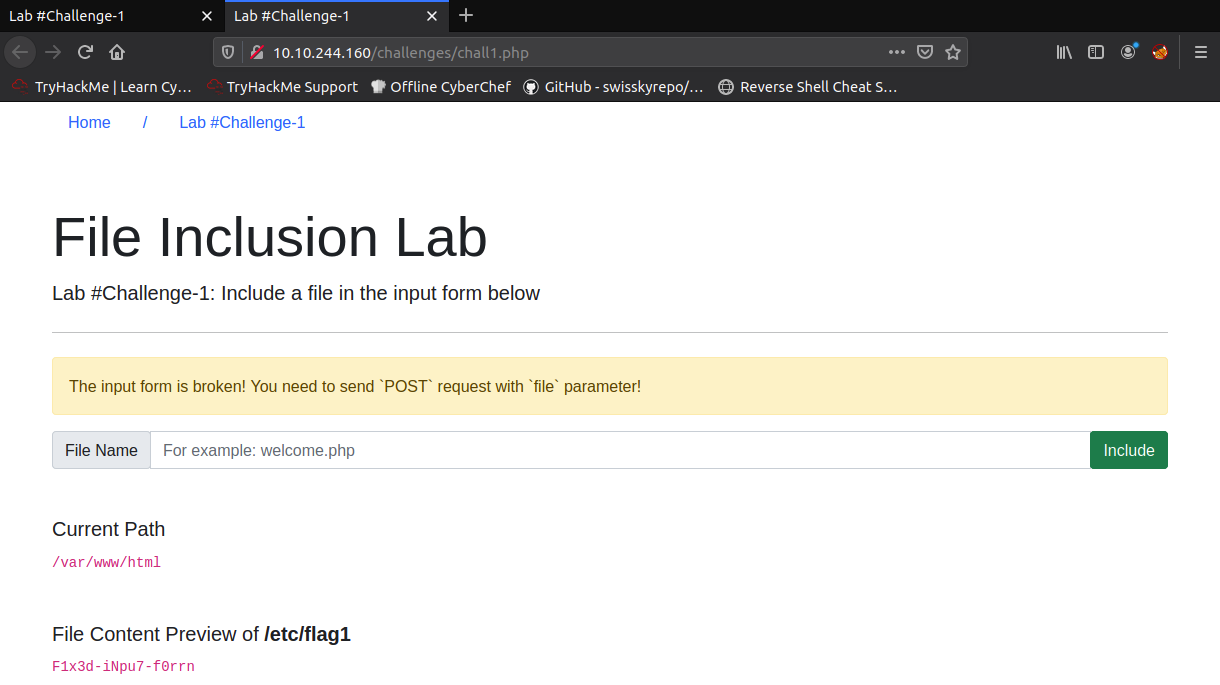 Lab #Challenge-1
Lab #Challenge-1
10.10.244.160/challenges/chall1.php
TryHackMe | Learn Cy…
TryHackMe Support
Offline CyberChef
GitHub - swisskyrepo/…
Reverse Shell Cheat S…
Home / Lab #Challenge-1
File Inclusion Lab
Lab #Challenge-1: Include a file in the input form below
The input form is broken! You need to send `POST` request with `file` parameter!
File Name For example: welcome.php Include
Current Path
/var/www/html
File Content Preview of /etc/flag1
F1x3d-iNpu7-f0rrn